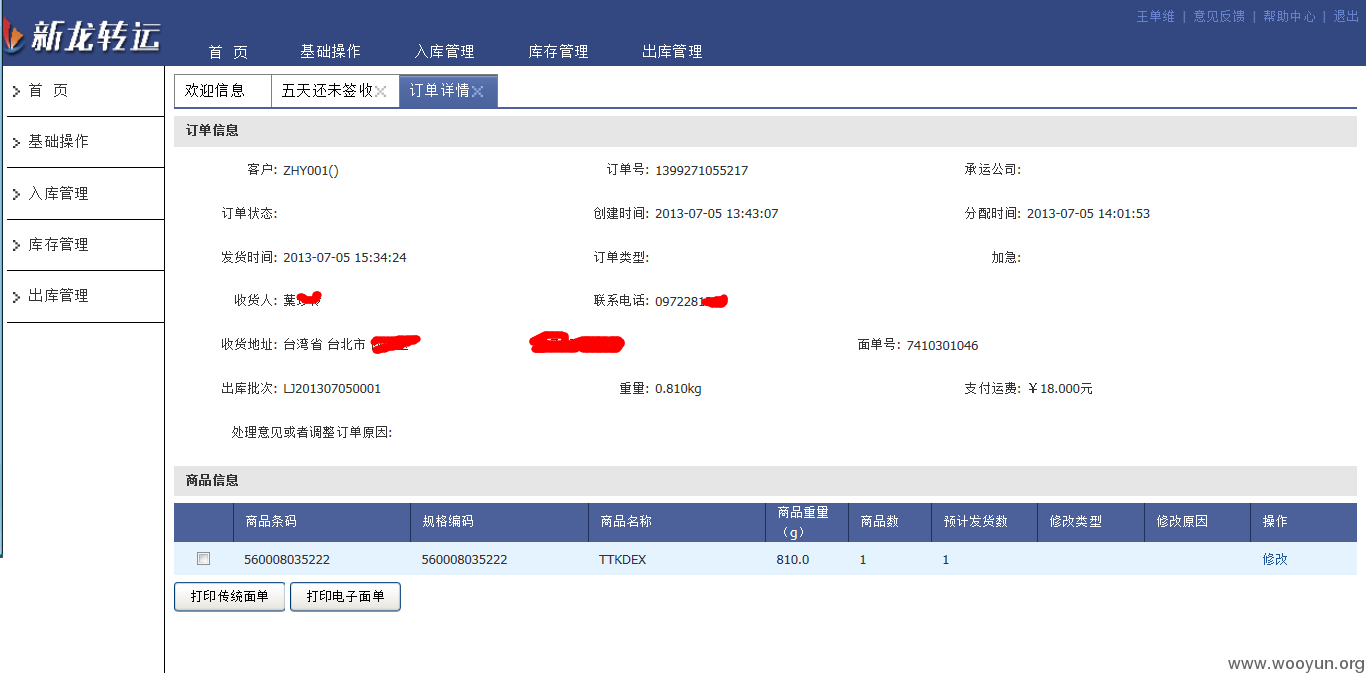 王单维 | 意见反馈 | 帮助中心 | 退出
新龙转运
首 页 基础操作 入库管理 库存管理 出库管理
首 页
基础操作
入库管理
库存管理
出库管理
欢迎信息 五天还未签收 订单详情
订单信息
客户: ZHY001() 订单号: 1399271055217 承运公司:
订单状态: 创建时间: 2013-07-05 13:43:07 分配时间: 2013-07-05 14:01:53
发货时间: 2013-07-05 15:34:24 订单类型: 加急:
收货人: 葉 联系电话: 0972281
收货地址: 台湾省 台北市 面单号: 7410301046
出库批次: LJ201307050001 重量: 0.810kg 支付运费: ￥18.000元
处理意见或者调整订单原因:
商品信息
商品条码 规格编码 商品名称 商品重量（g） 商品数 预计发货数 修改类型 修改原因 操作
560008035222 560008035222 TTKDEX 810.0 1 1 修改
打印传统面单 打印电子面单
www.wooyun.org